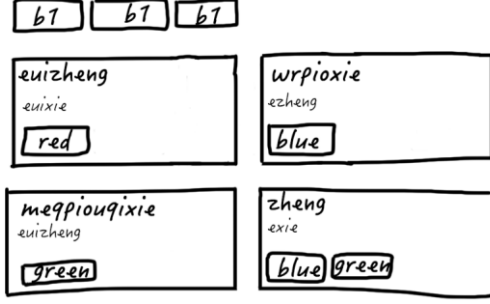 b1 b1 b1
euizheng
euixie
red
wrpioxie
ezheng
blue
meqpiouqixie
euizheng
green
zheng
exie
blue green